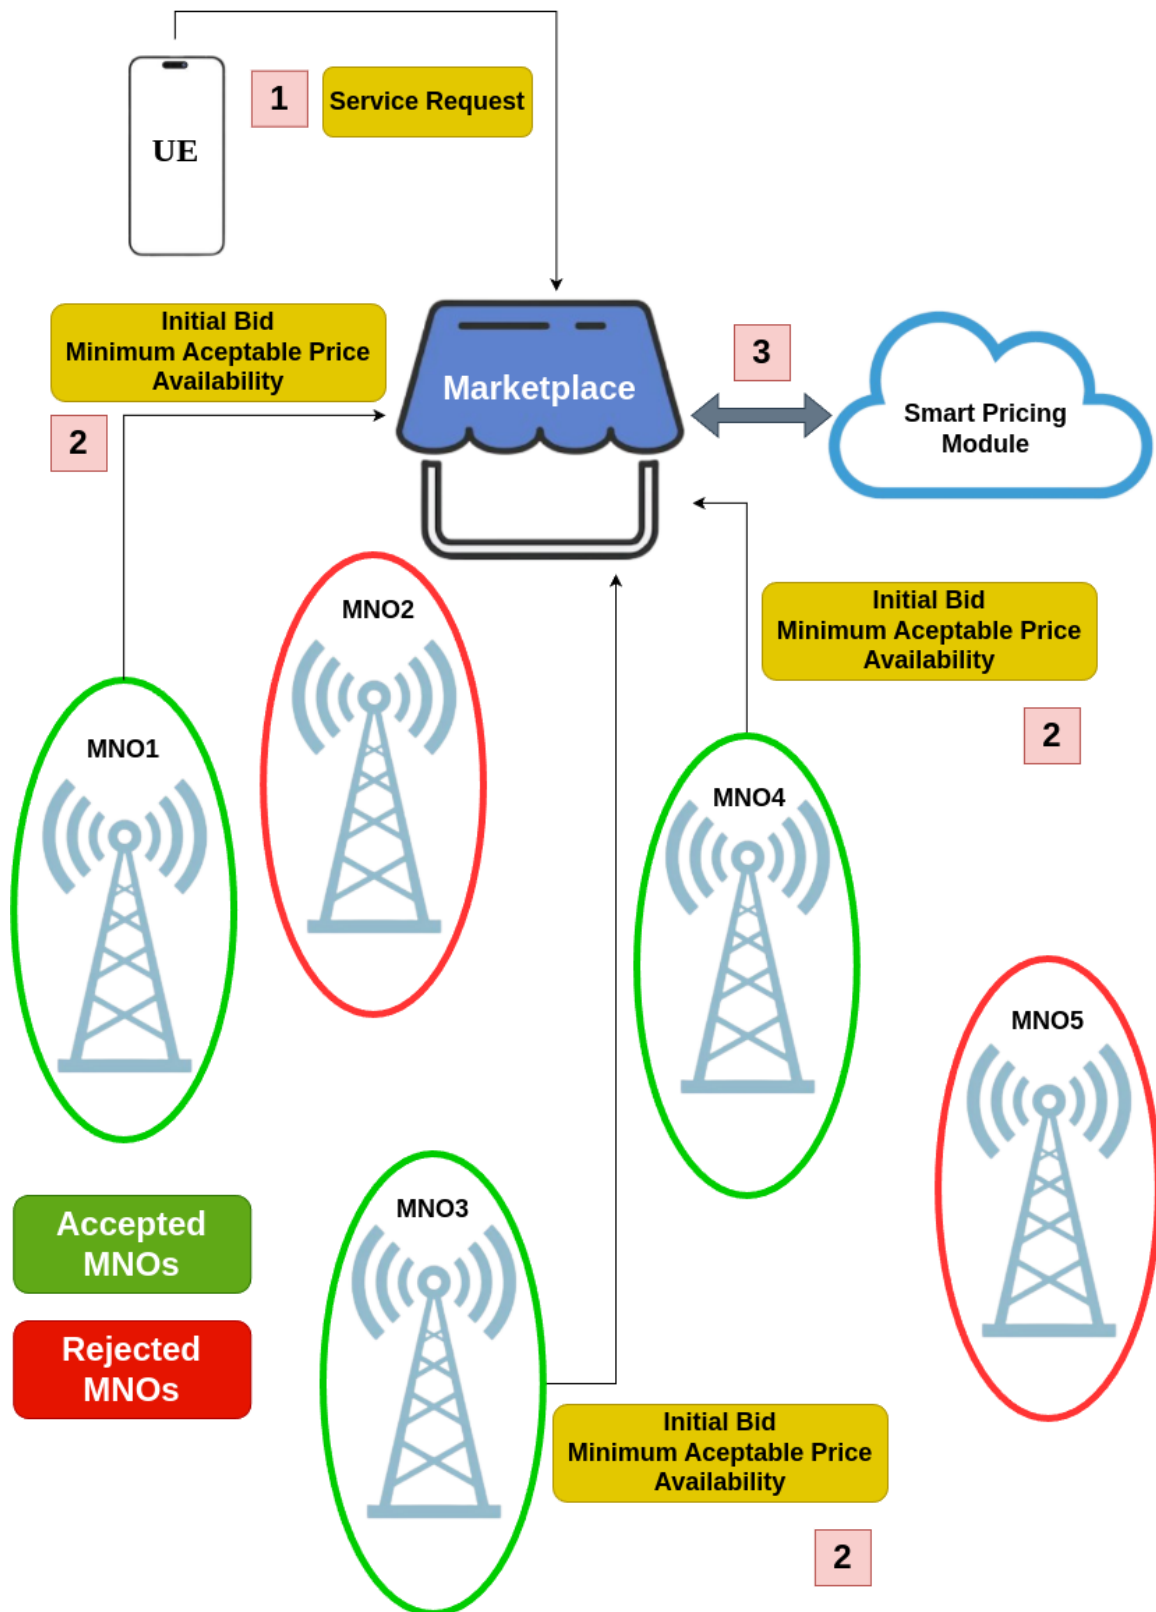 1
Service Request
UE
Initial Bid
Minimum Aceptable Price
Availability
2
Marketplace
3
Smart Pricing
Module
MNO2
Initial Bid
Minimum Aceptable Price
Availability
2
MNO1
MNO4
MNO5
Accepted
MNOs
MNO3
Rejected
MNOs
Initial Bid
Minimum Aceptable Price
Availability
2